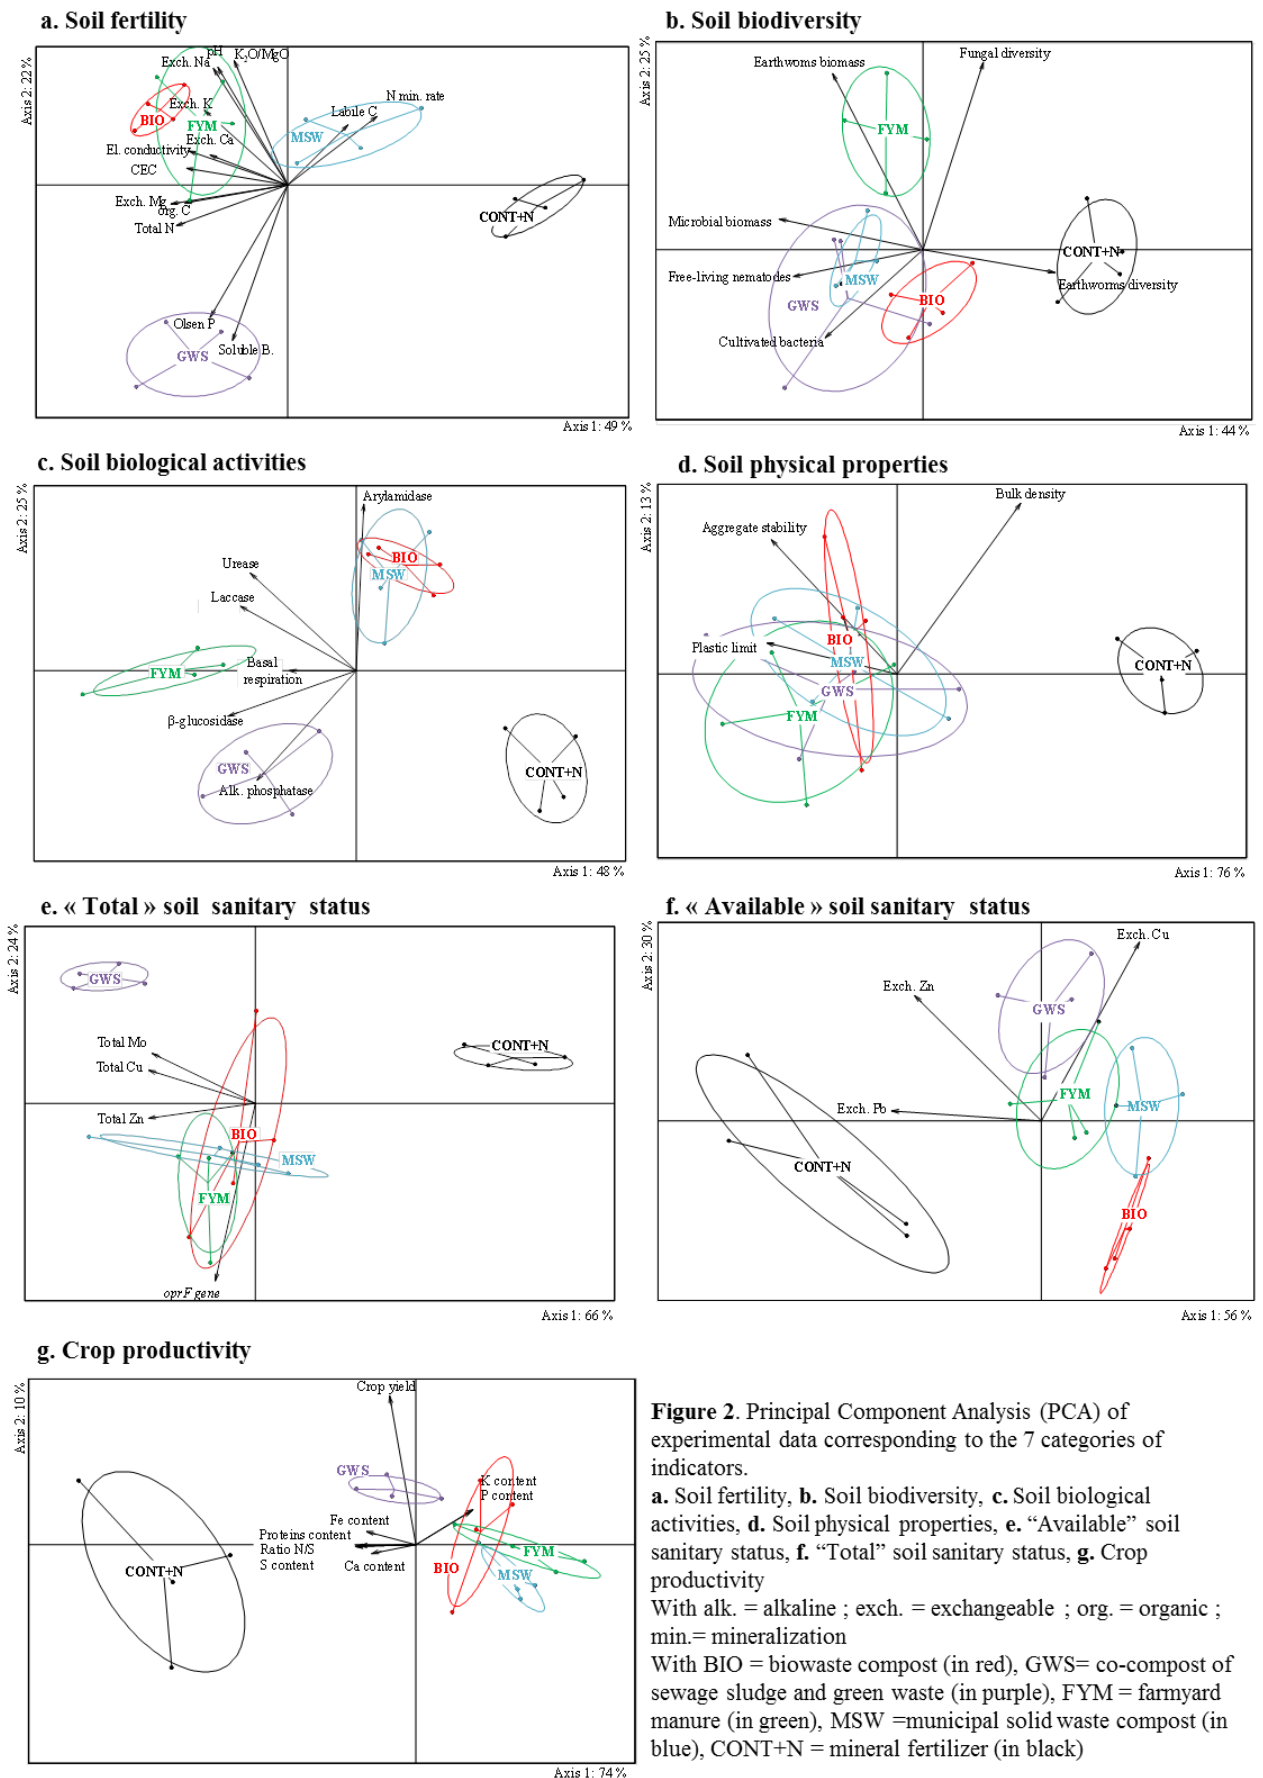 a. Soil fertility
Axis 2: 22 %
pH
K₂O/MgO
Exch. Na
Exch. K
BIO
FYM
N min. rate
Labile C
MSW
Exch. Ca
El. conductivity
CEC
Exch. Mg
org. C
Total N
CONT+N
Olsen P
Soluble B.
GWS
Axis 1: 49 %
b. Soil biodiversity
Axis 2: 25 %
Earthwoms biomass
Fungal diversity
FYM
Microbial biomass
CONT+N
Free-living nematodes
MSW
Earthworms diversity
GWS
BIO
Cultivated bacteria
Axis 1: 44 %
c. Soil biological activities
Axis 2: 25 %
Arylamidase
BIO
Urease
MSW
Laccase
FYM
Basal
respiration
β-glucosidase
GWS
CONT+N
Alk. phosphatase
Axis 1: 48 %
d. Soil physical properties
Axis 2: 13 %
Bulk density
Aggregate stability
BIO
Plastic limit
MSW
CONT+N
GWS
FYM
Axis 1: 76 %
e. « Total » soil sanitary status
Axis 2: 24 %
GWS
Total Mo
CONT+N
Total Cu
Total Zn
BIO
MSW
FYM
oprF gene
Axis 1: 66 %
f. « Available » soil sanitary status
Axis 2: 30 %
Exch. Cu
Exch. Zn
GWS
FYM
Exch. Pb
MSW
CONT+N
BIO
Axis 1: 56 %
g. Crop productivity
Axis 2: 10 %
Crop yield
GWS
K content
P content
Fe content
Proteins content
Ratio N/S
S content
Ca content
FYM
CONT+N
BIO
MSW
Axis 1: 74 %
Figure 2. Principal Component Analysis (PCA) of
experimental data corresponding to the 7 categories of
indicators.
a. Soil fertility, b. Soil biodiversity, c. Soil biological
activities, d. Soil physical properties, e. “Available” soil
sanitary status, f. “Total” soil sanitary status, g. Crop
productivity
With alk. = alkaline ; exch. = exchangeable ; org. = organic ;
min.= mineralization
With BIO = biowaste compost (in red), GWS= co-compost of
sewage sludge and green waste (in purple), FYM = farmyard
manure (in green), MSW =municipal solid waste compost (in
blue), CONT+N = mineral fertilizer (in black)